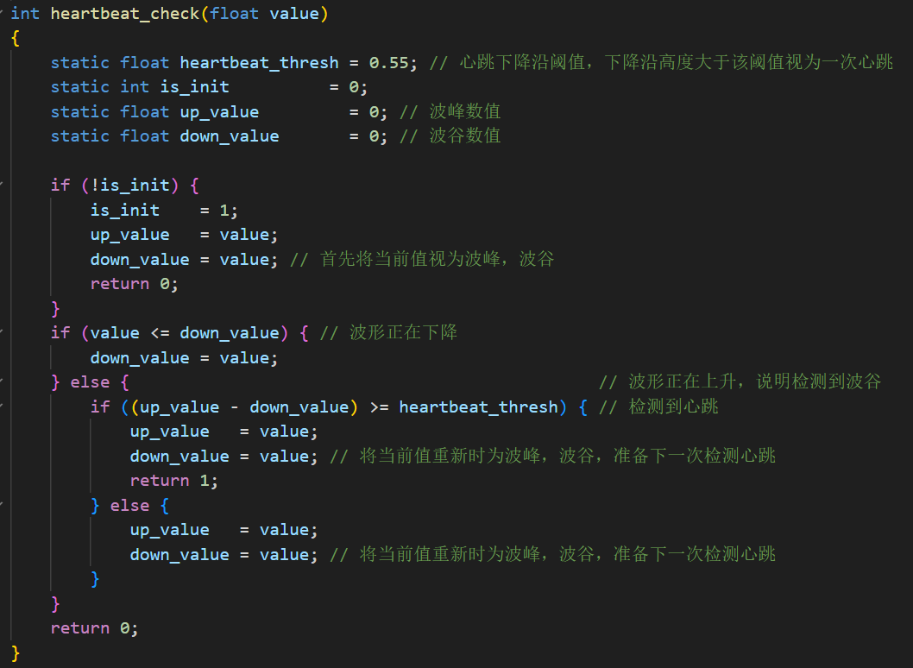 int heartbeat_check(float value)
{
    static float heartbeat_thresh = 0.55; // 心跳下降沿阈值，下降沿高度大于该阈值视为一次心跳
    static int is_init          = 0;
    static float up_value         = 0; // 波峰数值
    static float down_value       = 0; // 波谷数值
    if (!is_init) {
        is_init    = 1;
        up_value   = value;
        down_value = value; // 首先将当前值视为波峰，波谷
        return 0;
    }
    if (value <= down_value) { // 波形正在下降
        down_value = value;
    } else {                                                // 波形正在上升，说明检测到波谷
        if ((up_value - down_value) >= heartbeat_thresh) { // 检测到心跳
            up_value   = value;
            down_value = value; // 将当前值重新时为波峰，波谷，准备下一次检测心跳
            return 1;
        } else {
            up_value   = value;
            down_value = value; // 将当前值重新时为波峰，波谷，准备下一次检测心跳
        }
    }
    return 0;
}